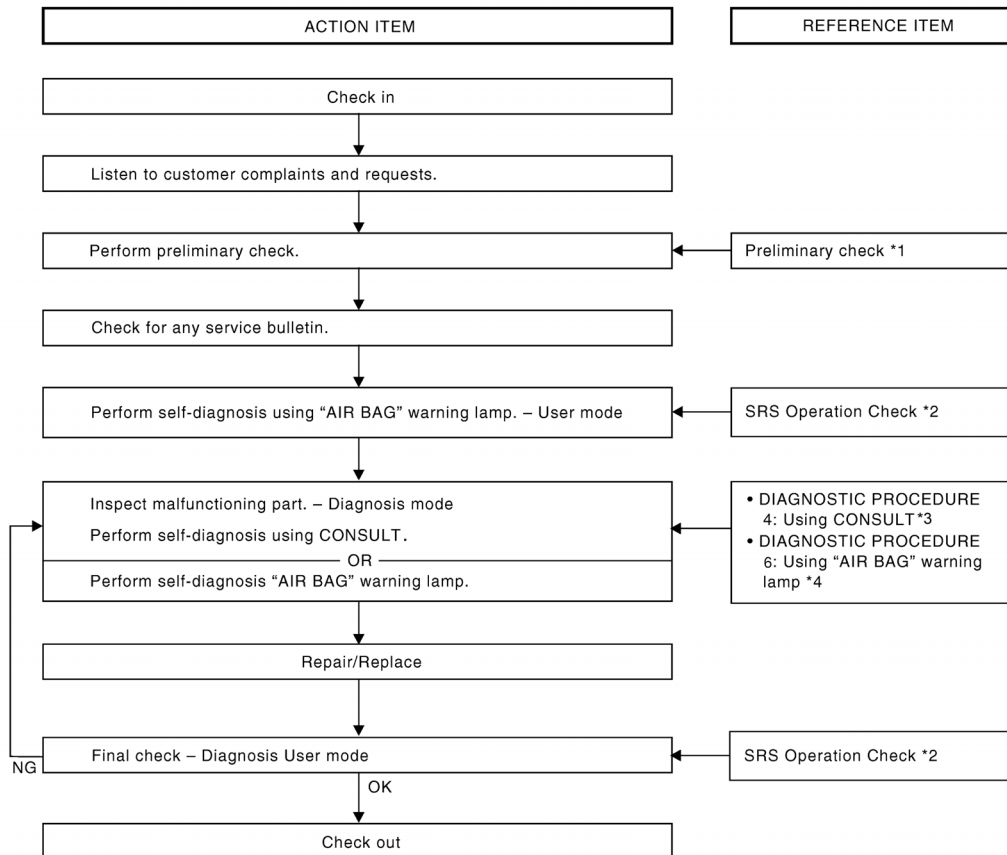 ACTION ITEM
REFERENCE ITEM
Check in
Listen to customer complaints and requests.
Perform preliminary check.
Preliminary check *1
Check for any service bulletin.
Perform self-diagnosis using “AIR BAG” warning lamp. – User mode
SRS Operation Check *2
Inspect malfunctioning part. – Diagnosis mode
Perform self-diagnosis using CONSULT.
OR
Perform self-diagnosis “AIR BAG” warning lamp.
• DIAGNOSTIC PROCEDURE
4: Using CONSULT*3
• DIAGNOSTIC PROCEDURE
6: Using “AIR BAG” warning
lamp *4
Repair/Replace
Final check – Diagnosis User mode
SRS Operation Check *2
NG
OK
Check out